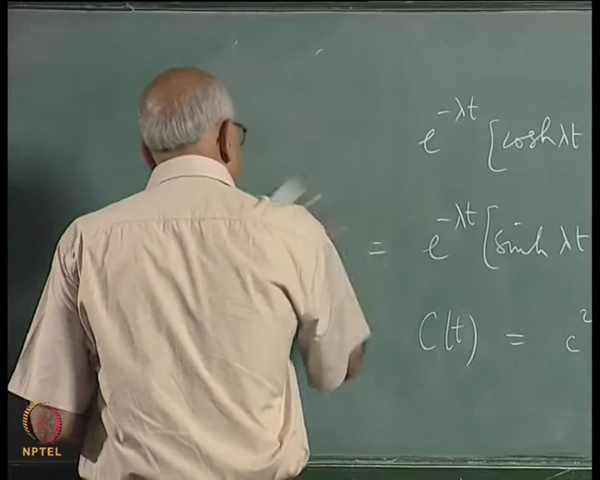 e^{-λt} [cosh λt
= e^{-λt} [sinh λt
C(t) = c^2
NPTEL